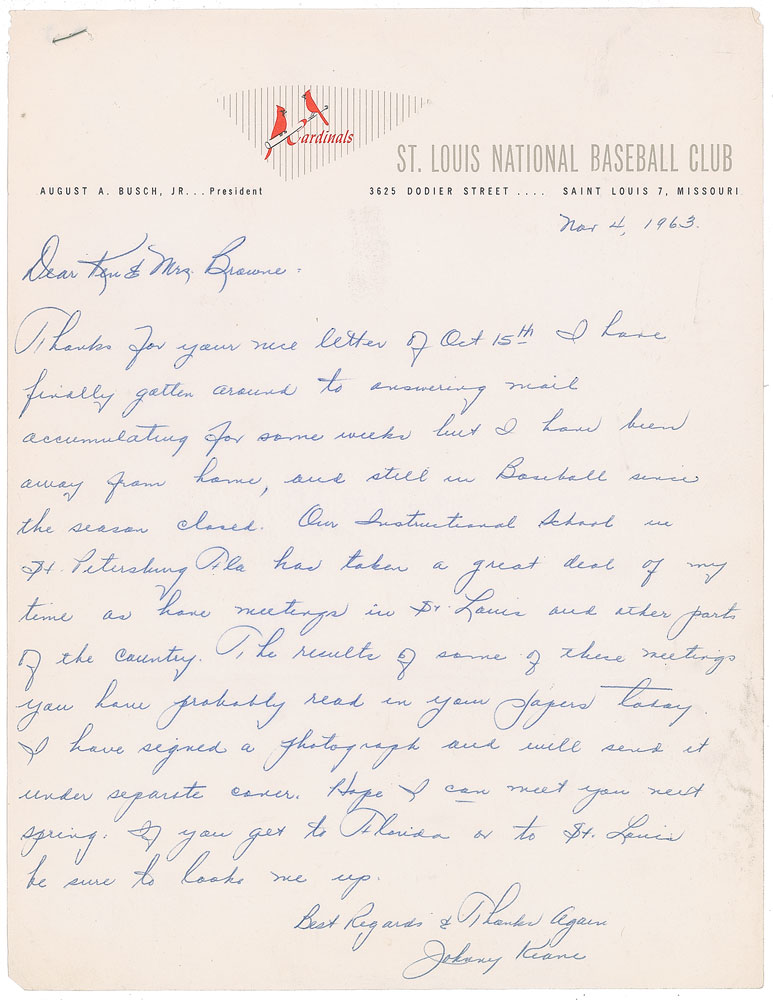 Cardinals
ST. LOUIS NATIONAL BASEBALL CLUB
AUGUST A. BUSCH, JR... President 3625 DODIER STREET .... SAINT LOUIS 7, MISSOURI
Nov 4, 1963.
Dear Ken & Mrs. Browne:
Thanks for your nice letter of Oct 15th I have
finally gotten around to answering mail
accumulating for some weeks but I have been
away from home, and still in Baseball since
the season closed. Our Instructional School in
St. Petersburg Fla has taken a great deal of my
time as have meetings in St. Louis and other parts
of the country. The results of some of these meetings
you have probably read in your papers today.
I have signed a photograph and will send it
under separate cover. Hope I can meet you next
spring. If you get to Florida or to St. Louis
be sure to looks me up.
Best Regards & Thanks Again
Johnny Keane